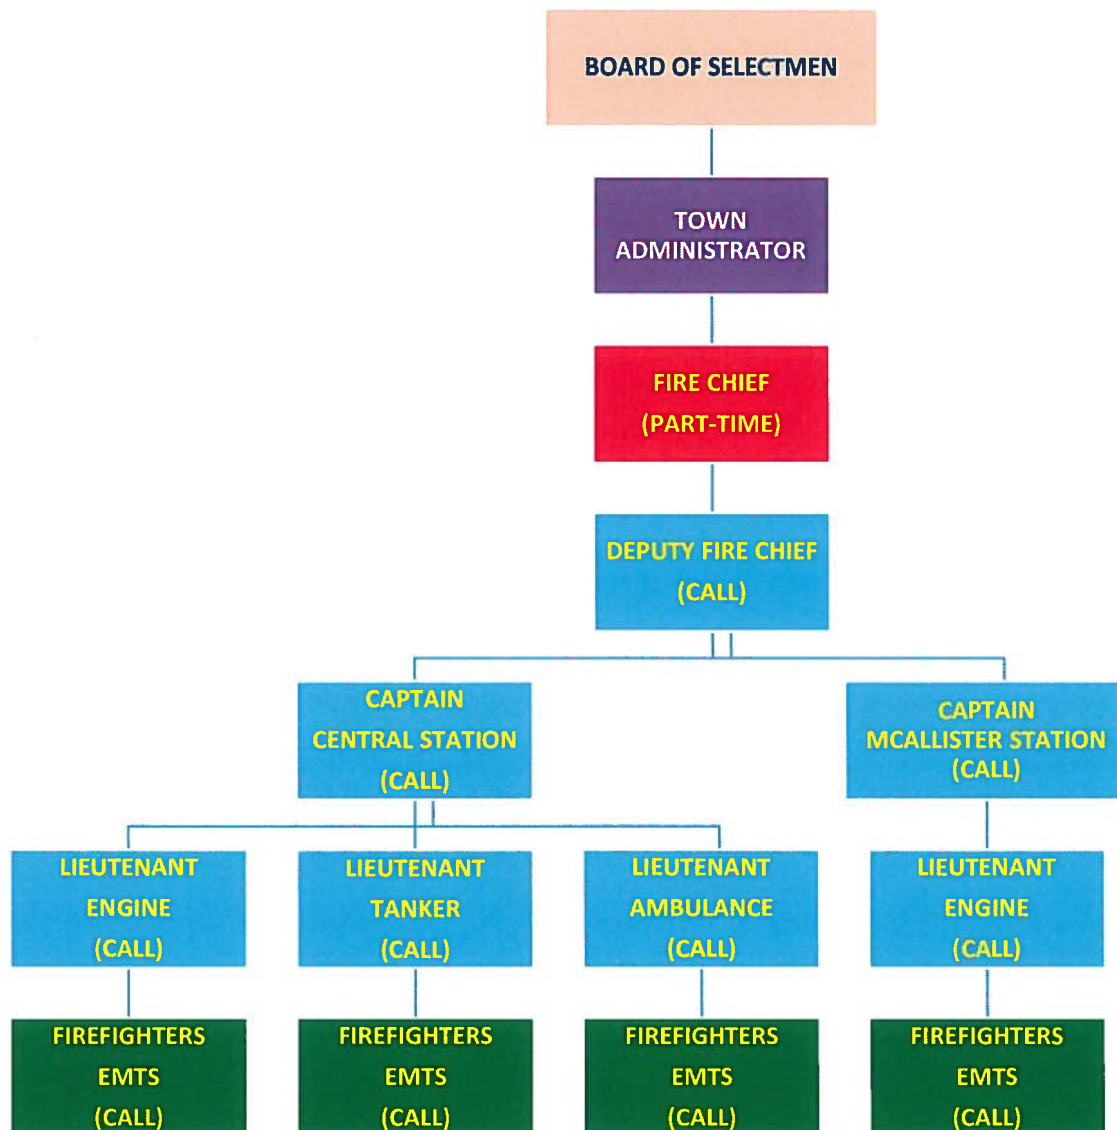 BOARD OF SELECTMEN
TOWN
ADMINISTRATOR
FIRE CHIEF
(PART-TIME)
DEPUTY FIRE CHIEF
(CALL)
CAPTAIN
CENTRAL STATION
(CALL)
CAPTAIN
MCALLISTER STATION
(CALL)
LIEUTENANT
ENGINE
(CALL)
LIEUTENANT
TANKER
(CALL)
LIEUTENANT
AMBULANCE
(CALL)
LIEUTENANT
ENGINE
(CALL)
FIREFIGHTERS
EMTS
(CALL)
FIREFIGHTERS
EMTS
(CALL)
FIREFIGHTERS
EMTS
(CALL)
FIREFIGHTERS
EMTS
(CALL)